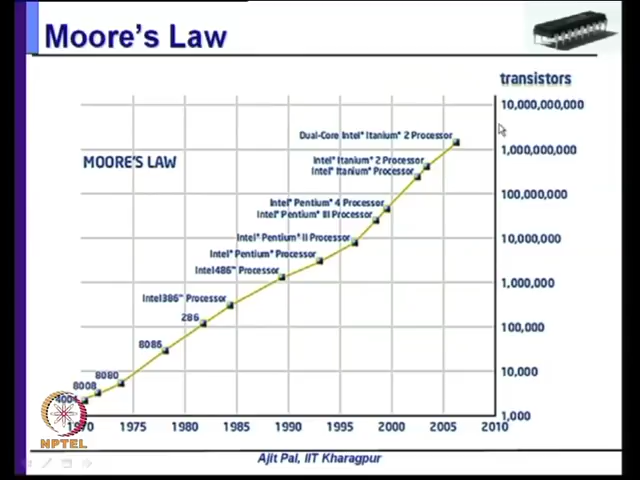 Moore's Law
transistors
10,000,000,000
Dual-Core Intel® Itanium® 2 Processor
1,000,000,000
MOORE'S LAW
Intel® Itanium® 2 Processor
Intel® Itanium® Processor
100,000,000
Intel® Pentium® 4 Processor
Intel® Pentium® III Processor
Intel® Pentium® II Processor
10,000,000
Intel® Pentium® Processor
Intel486™ Processor
1,000,000
Intel386™ Processor
286
100,000
8086
8080
10,000
8008
4004
1,000
1970 1975 1980 1985 1990 1995 2000 2005 2010
NPTEL
Ajit Pal, IIT Kharagpur